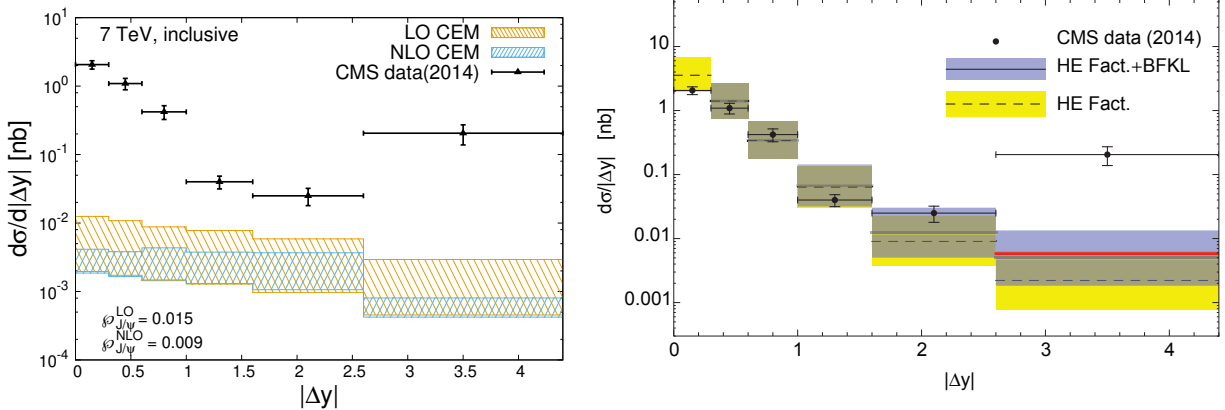 7 TeV, inclusive
LO CEM
NLO CEM
CMS data(2014)
dσ/d|Δy| [nb]
10^1
10^0
10^-1
10^-2
10^-3
10^-4
℘^LO_J/ψ = 0.015
℘^NLO_J/ψ = 0.009
0 0.5 1 1.5 2 2.5 3 3.5 4
|Δy|
CMS data (2014)
HE Fact.+BFKL
HE Fact.
dσ/|Δy| [nb]
10
1
0.1
0.01
0.001
0 1 2 3 4
|Δy|